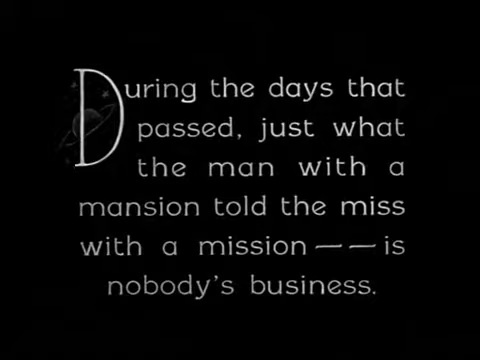 During the days that
passed, just what
the man with a
mansion told the miss
with a mission — — is
nobody's business.